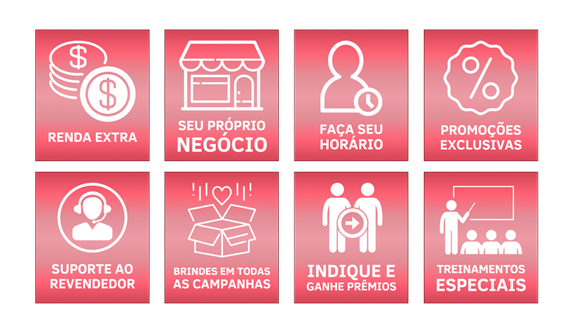 RENDA EXTRA
SEU PRÓPRIO
NEGÓCIO
FAÇA SEU
HORÁRIO
PROMOÇÕES
EXCLUSIVAS
SUPORTE AO
REVENDEDOR
BRINDES EM TODAS
AS CAMPANHAS
INDIQUE E
GANHE PRÊMIOS
TREINAMENTOS
ESPECIAIS